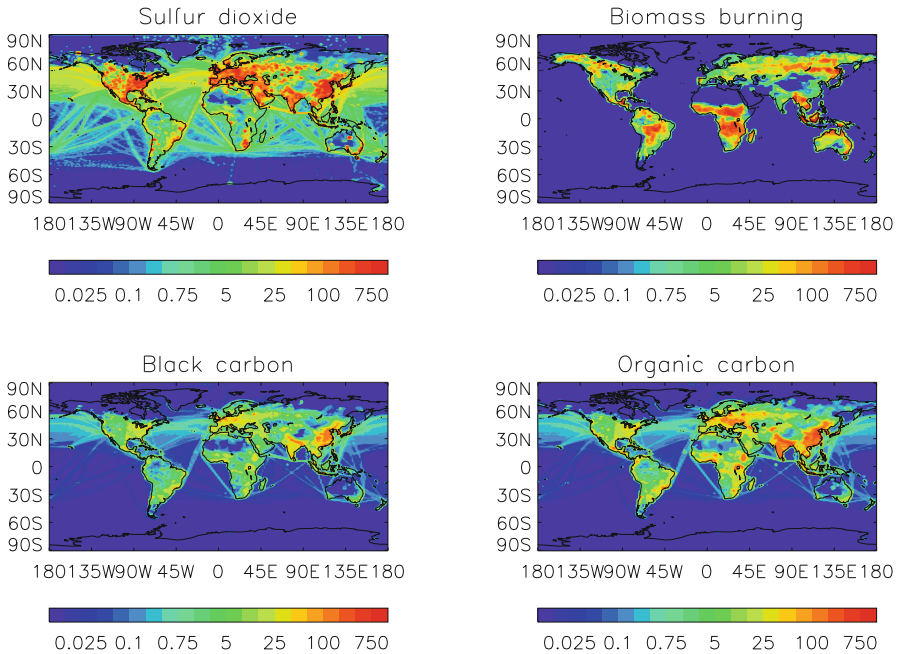 Sulfur dioxide
90N
60N
30N
0
30S
60S
90S
180135W90W 45W 0 45E 90E135E180
0.025 0.1 0.75 5 25 100 750
Biomass burning
90N
60N
30N
0
30S
60S
90S
180135W90W 45W 0 45E 90E135E180
0.025 0.1 0.75 5 25 100 750
Black carbon
90N
60N
30N
0
30S
60S
90S
180135W90W 45W 0 45E 90E135E180
0.025 0.1 0.75 5 25 100 750
Organic carbon
90N
60N
30N
0
30S
60S
90S
180135W90W 45W 0 45E 90E135E180
0.025 0.1 0.75 5 25 100 750